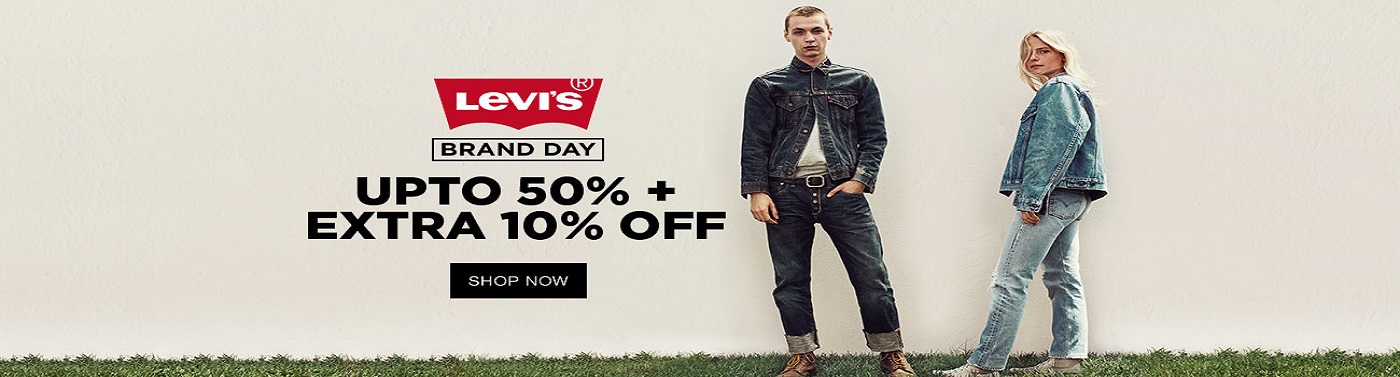 LEVI'S®
BRAND DAY
UPTO 50% +
EXTRA 10% OFF
SHOP NOW